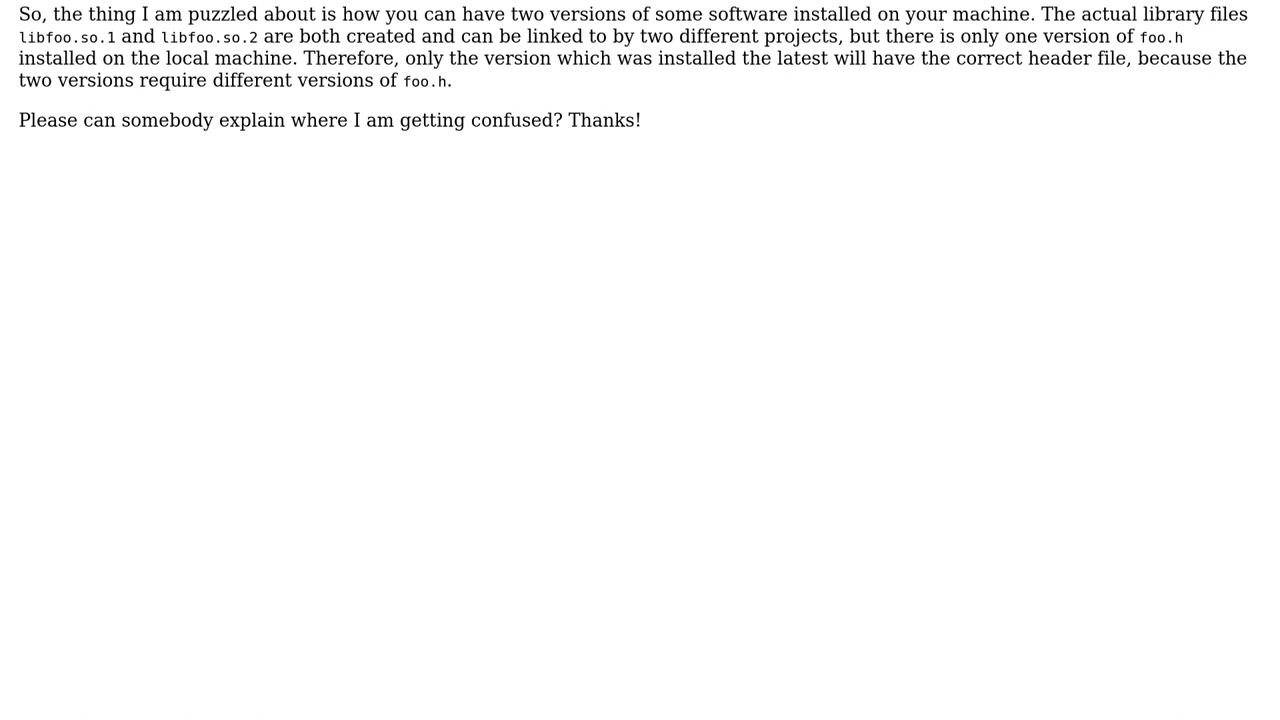 So, the thing I am puzzled about is how you can have two versions of some software installed on your machine. The actual library files
libfoo.so.1 and libfoo.so.2 are both created and can be linked to by two different projects, but there is only one version of foo.h
installed on the local machine. Therefore, only the version which was installed the latest will have the correct header file, because the
two versions require different versions of foo.h.
Please can somebody explain where I am getting confused? Thanks!